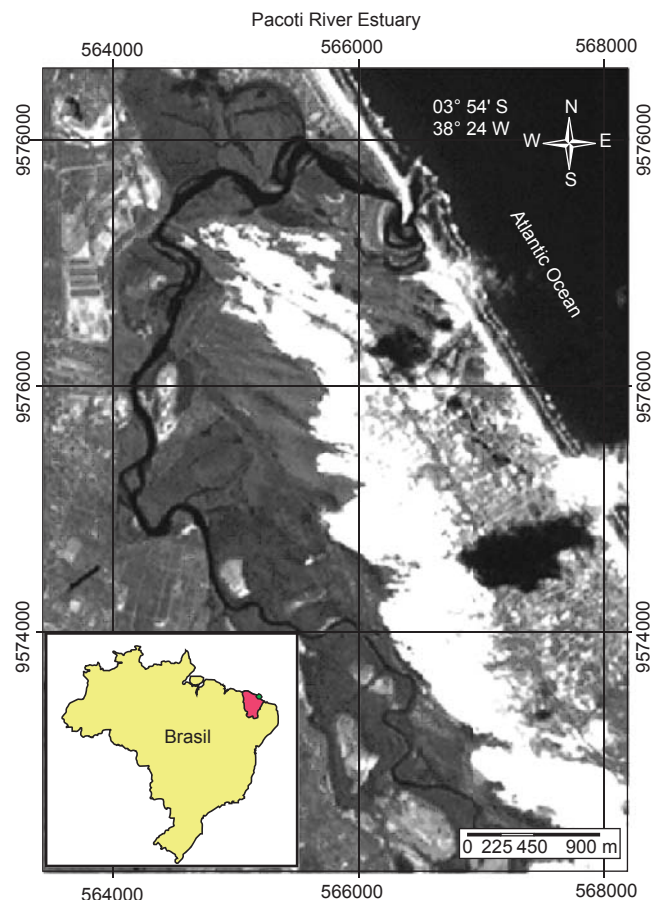 Pacoti River Estuary
564000 566000 568000
03° 54' S
38° 24 W
N
W E
S
9576000 9576000
Atlantic Ocean
9576000 9576000
9574000 9574000
Brasil
0 225 450 900 m
564000 566000 568000